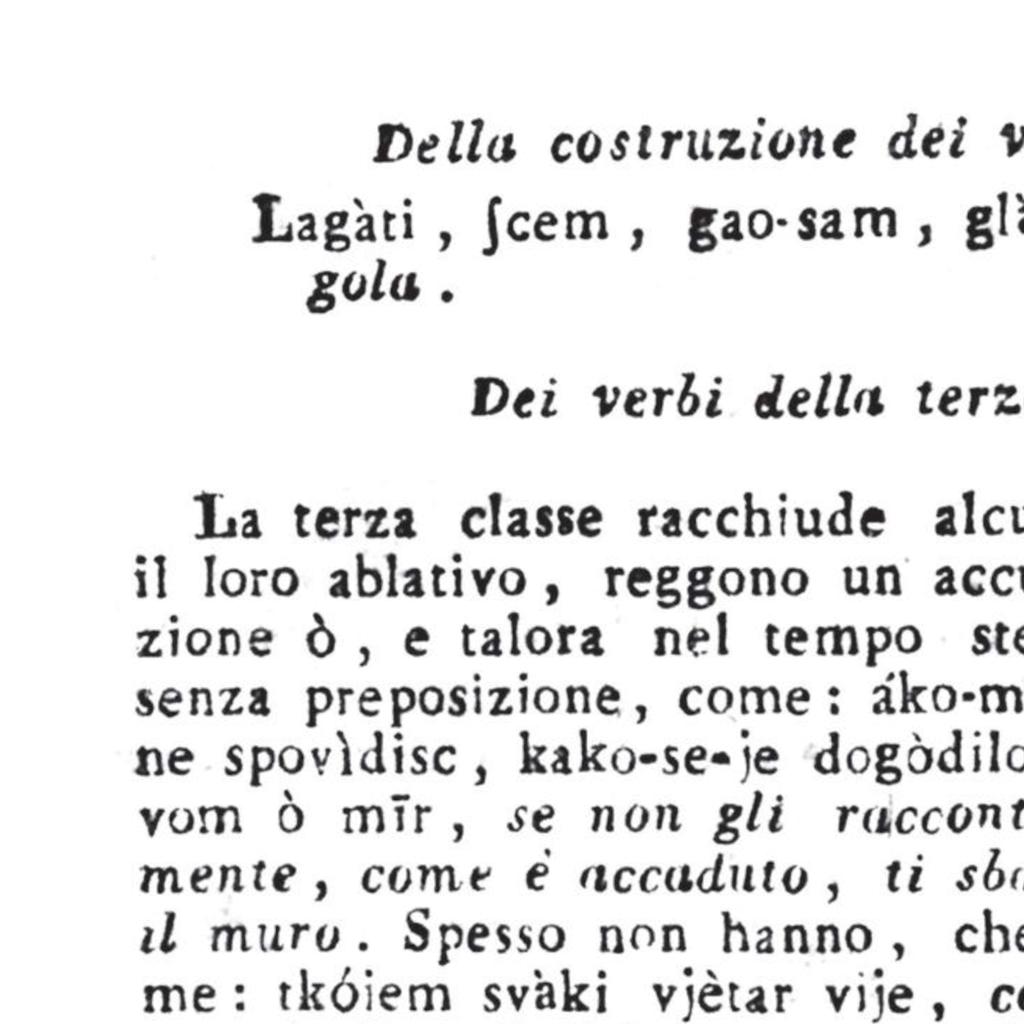 Della costruzione dei v
Lagàti , ʃcem , gao-sam , glà
gola .
Dei verbi della terz
La terza classe racchiude alcu
il loro ablativo , reggono un accu
zione ò , e talora nel tempo ste
senza preposizione , come : áko-m
ne spovìdisc , kako-se-je dogòdilo
vom ò mīr , se non gli raccont
mente , come è accaduto , ti sba
il muro . Spesso non hanno , che
me : tkóiem svàki vjètar vije , co